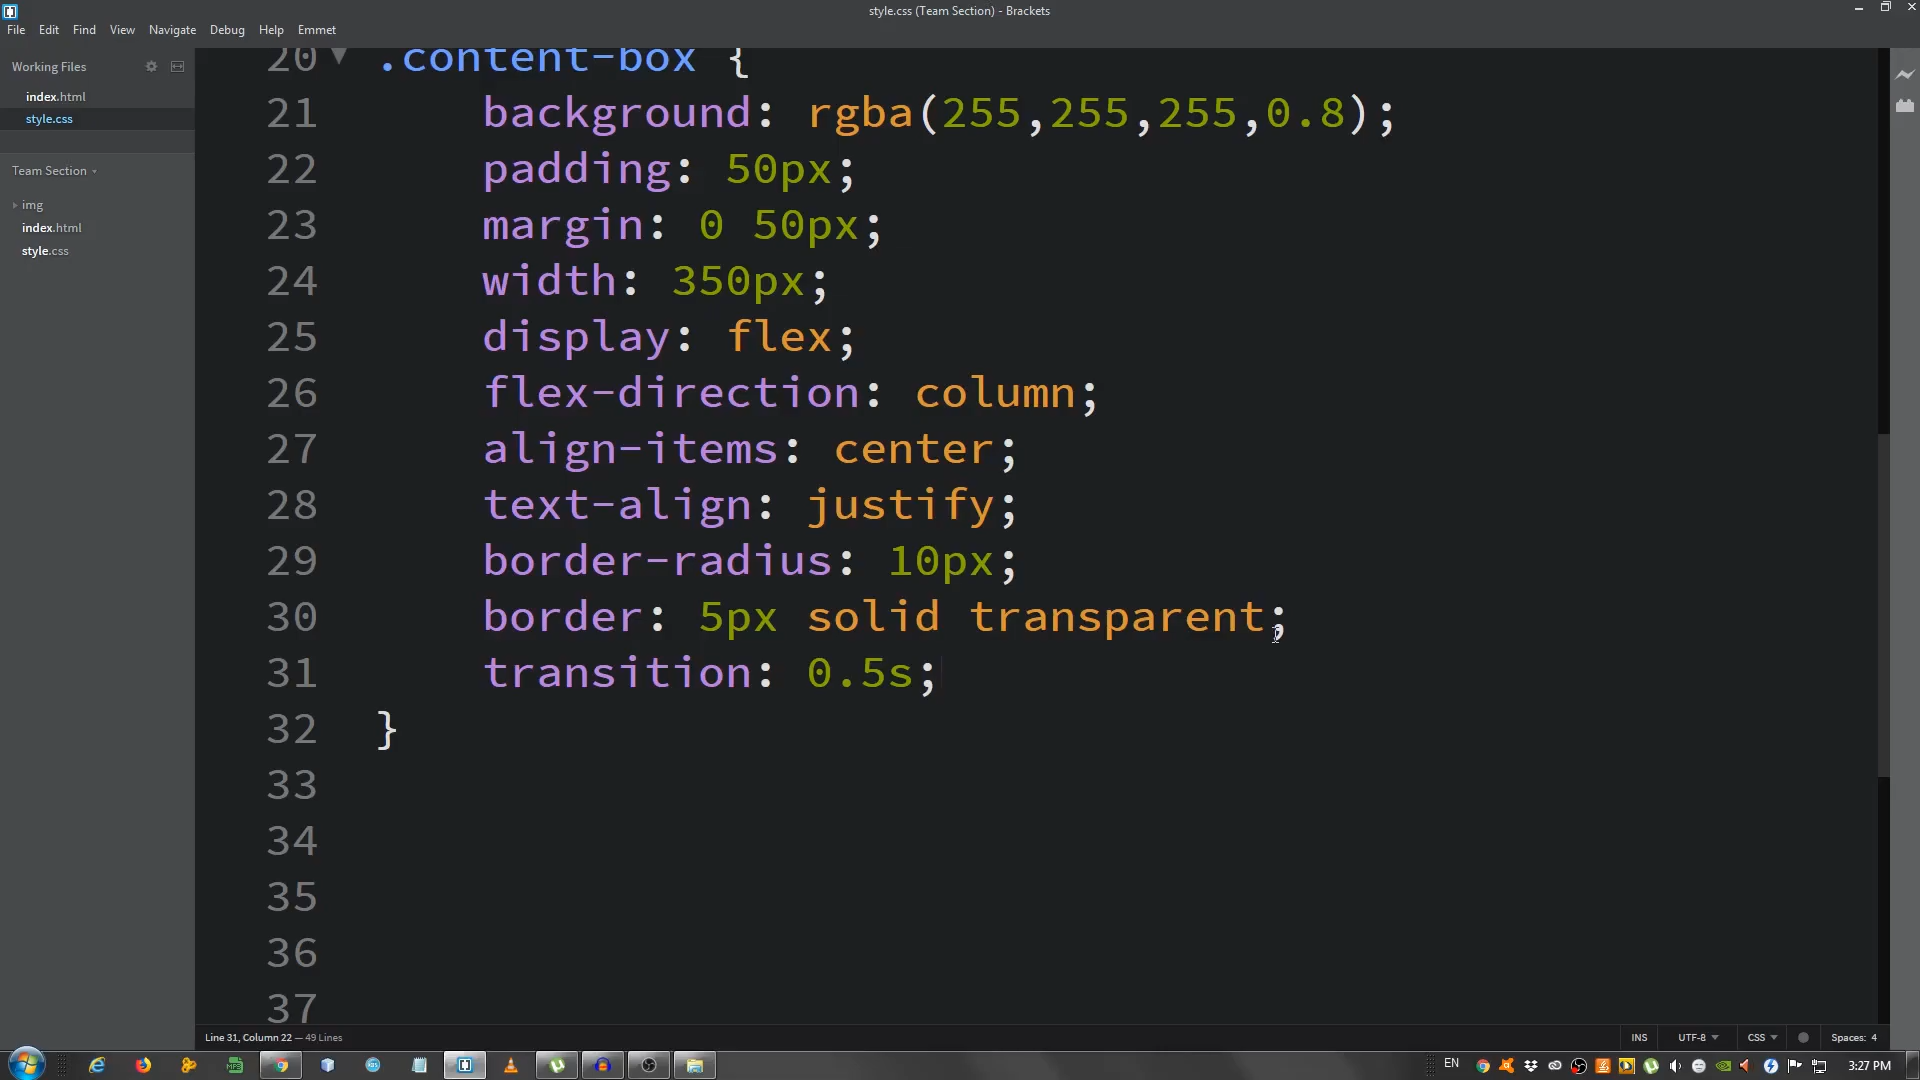 style.css (Team Section) - Brackets
File Edit Find View Navigate Debug Help Emmet
Working Files
index.html
style.css
Team Section
img
index.html
style.css
20 .content-box {
21 background: rgba(255,255,255,0.8);
22 padding: 50px;
23 margin: 0 50px;
24 width: 350px;
25 display: flex;
26 flex-direction: column;
27 align-items: center;
28 text-align: justify;
29 border-radius: 10px;
30 border: 5px solid transparent;
31 transition: 0.5s;
32 }
33
34
35
36
37
Line 31, Column 22 — 49 Lines
INS UTF-8 CSS Spaces: 4
EN 3:27 PM